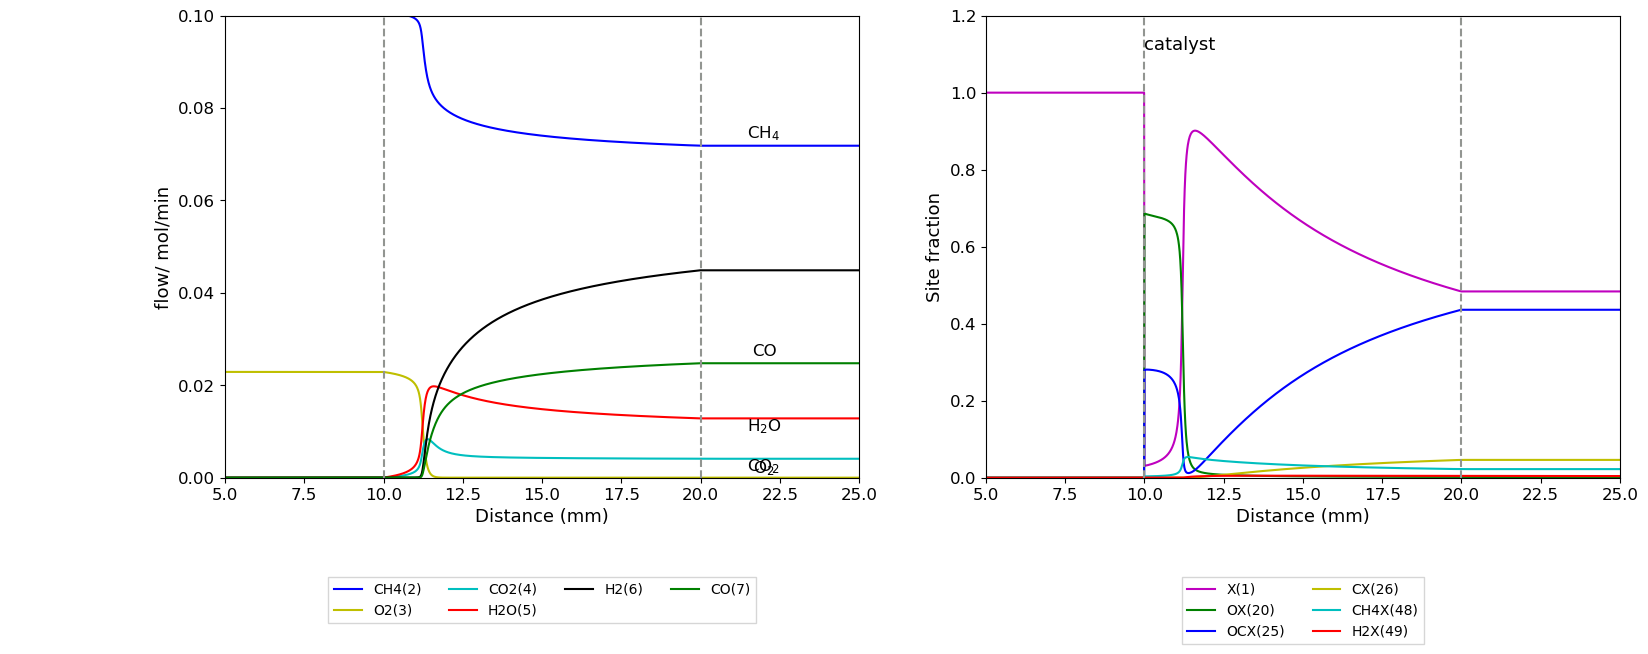 0.10
0.08
0.06
0.04
0.02
0.00
flow/ mol/min
CH₄
CO
H₂O
CO₂
O₂
5.0 7.5 10.0 12.5 15.0 17.5 20.0 22.5 25.0
Distance (mm)
CH4(2) CO2(4) H2(6) CO(7)
O2(3) H2O(5)
1.2
1.0
0.8
0.6
0.4
0.2
0.0
Site fraction
catalyst
5.0 7.5 10.0 12.5 15.0 17.5 20.0 22.5 25.0
Distance (mm)
X(1) CX(26)
OX(20) CH4X(48)
OCX(25) H2X(49)